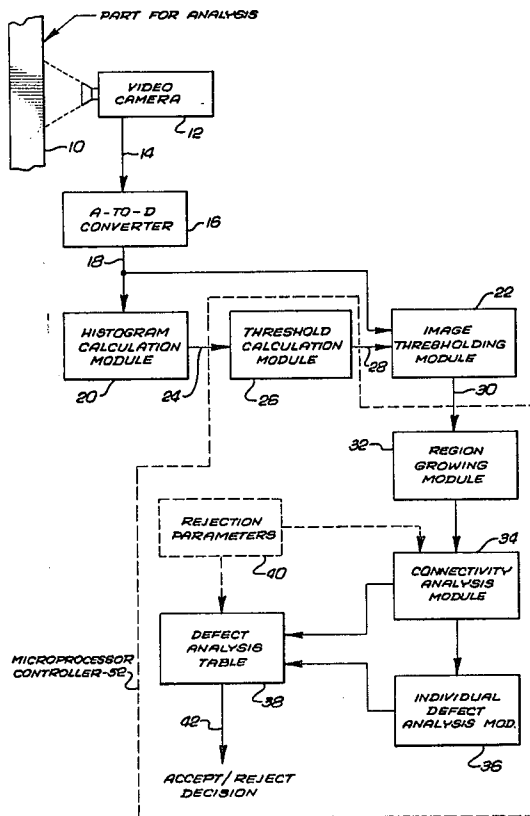 PART FOR ANALYSIS
VIDEO
CAMERA
10
12
14
A-TO-D
CONVERTER
16
18
22
HISTOGRAM
CALCULATION
MODULE
THRESHOLD
CALCULATION
MODULE
IMAGE
THRESHOLDING
MODULE
20
24
26
28
30
32
REGION
GROWING
MODULE
REJECTION
PARAMETERS
40
34
CONNECTIVITY
ANALYSIS
MODULE
DEFECT
ANALYSIS
TABLE
38
MICROPROCESSOR
CONTROLLER-52
INDIVIDUAL
DEFECT
ANALYSIS MOD.
36
42
ACCEPT/REJECT
DECISION